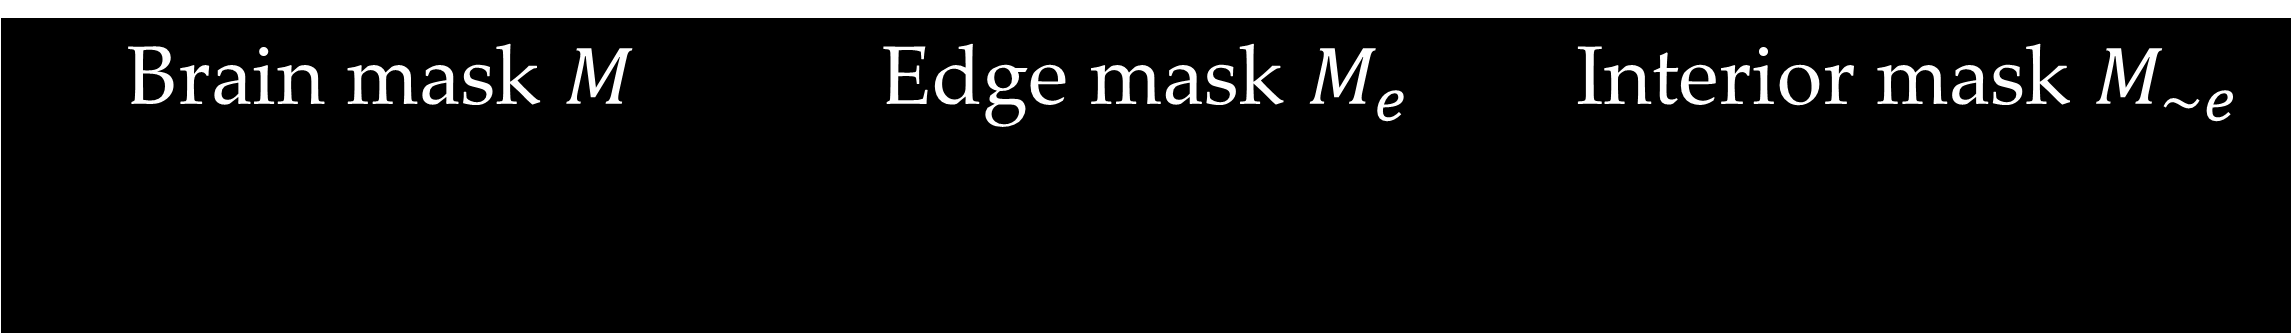 Brain mask M Edge mask Mₑ Interior mask M~ₑ